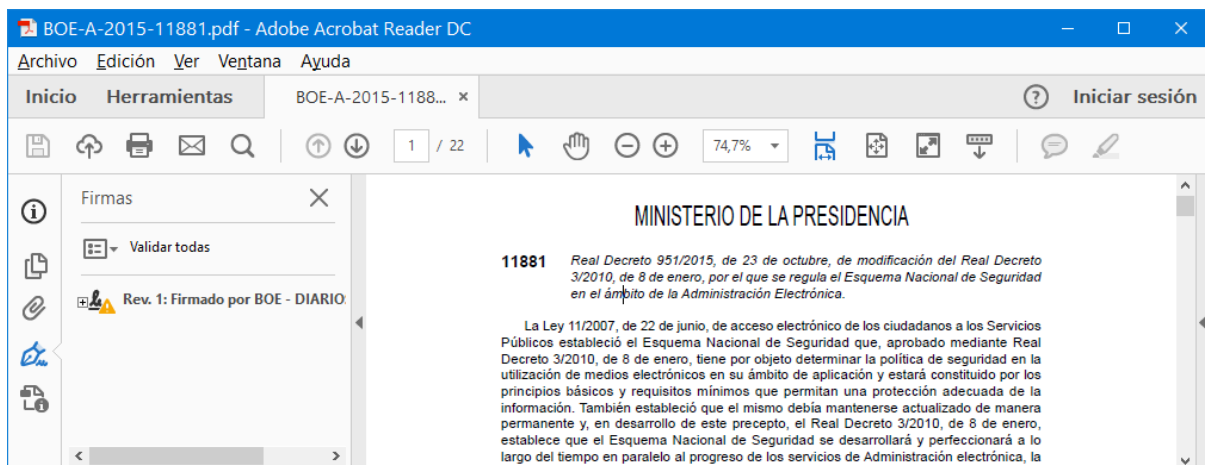 BOE-A-2015-11881.pdf - Adobe Acrobat Reader DC
Archivo Edición Ver Ventana Ayuda
Inicio Herramientas BOE-A-2015-1188... × Iniciar sesión
1 / 22 74,7%
Firmas
Validar todas
Rev. 1: Firmado por BOE - DIARIO
MINISTERIO DE LA PRESIDENCIA
11881 Real Decreto 951/2015, de 23 de octubre, de modificación del Real Decreto
3/2010, de 8 de enero, por el que se regula el Esquema Nacional de Seguridad
en el ámbito de la Administración Electrónica.
La Ley 11/2007, de 22 de junio, de acceso electrónico de los ciudadanos a los Servicios
Públicos estableció el Esquema Nacional de Seguridad que, aprobado mediante Real
Decreto 3/2010, de 8 de enero, tiene por objeto determinar la política de seguridad en la
utilización de medios electrónicos en su ámbito de aplicación y estará constituido por los
principios básicos y requisitos mínimos que permitan una protección adecuada de la
información. También estableció que el mismo debía mantenerse actualizado de manera
permanente y, en desarrollo de este precepto, el Real Decreto 3/2010, de 8 de enero,
establece que el Esquema Nacional de Seguridad se desarrollará y perfeccionará a lo
largo del tiempo en paralelo al progreso de los servicios de Administración electrónica, la